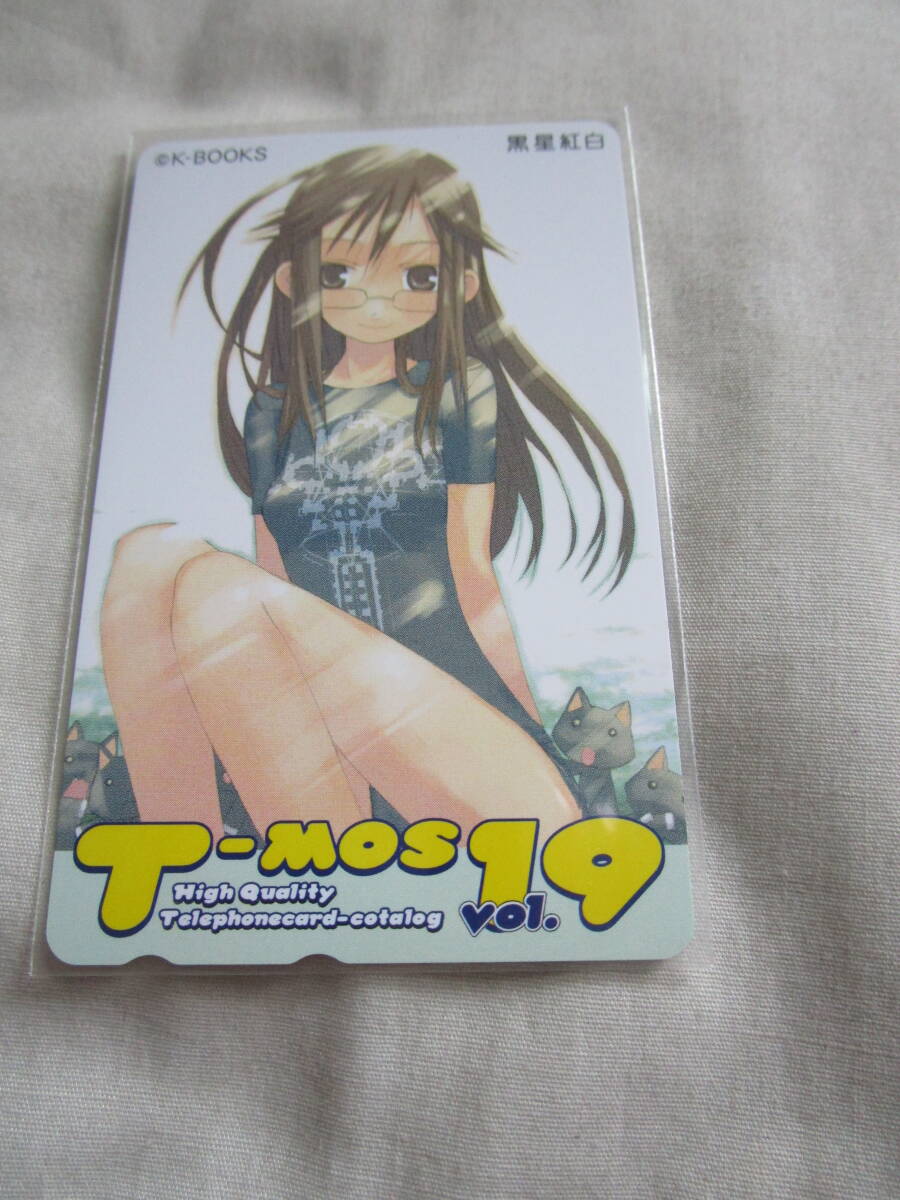 ©K-BOOKS
黒星紅白
T-MOS 19
High Quality
Telephonecard-cotalog vol.